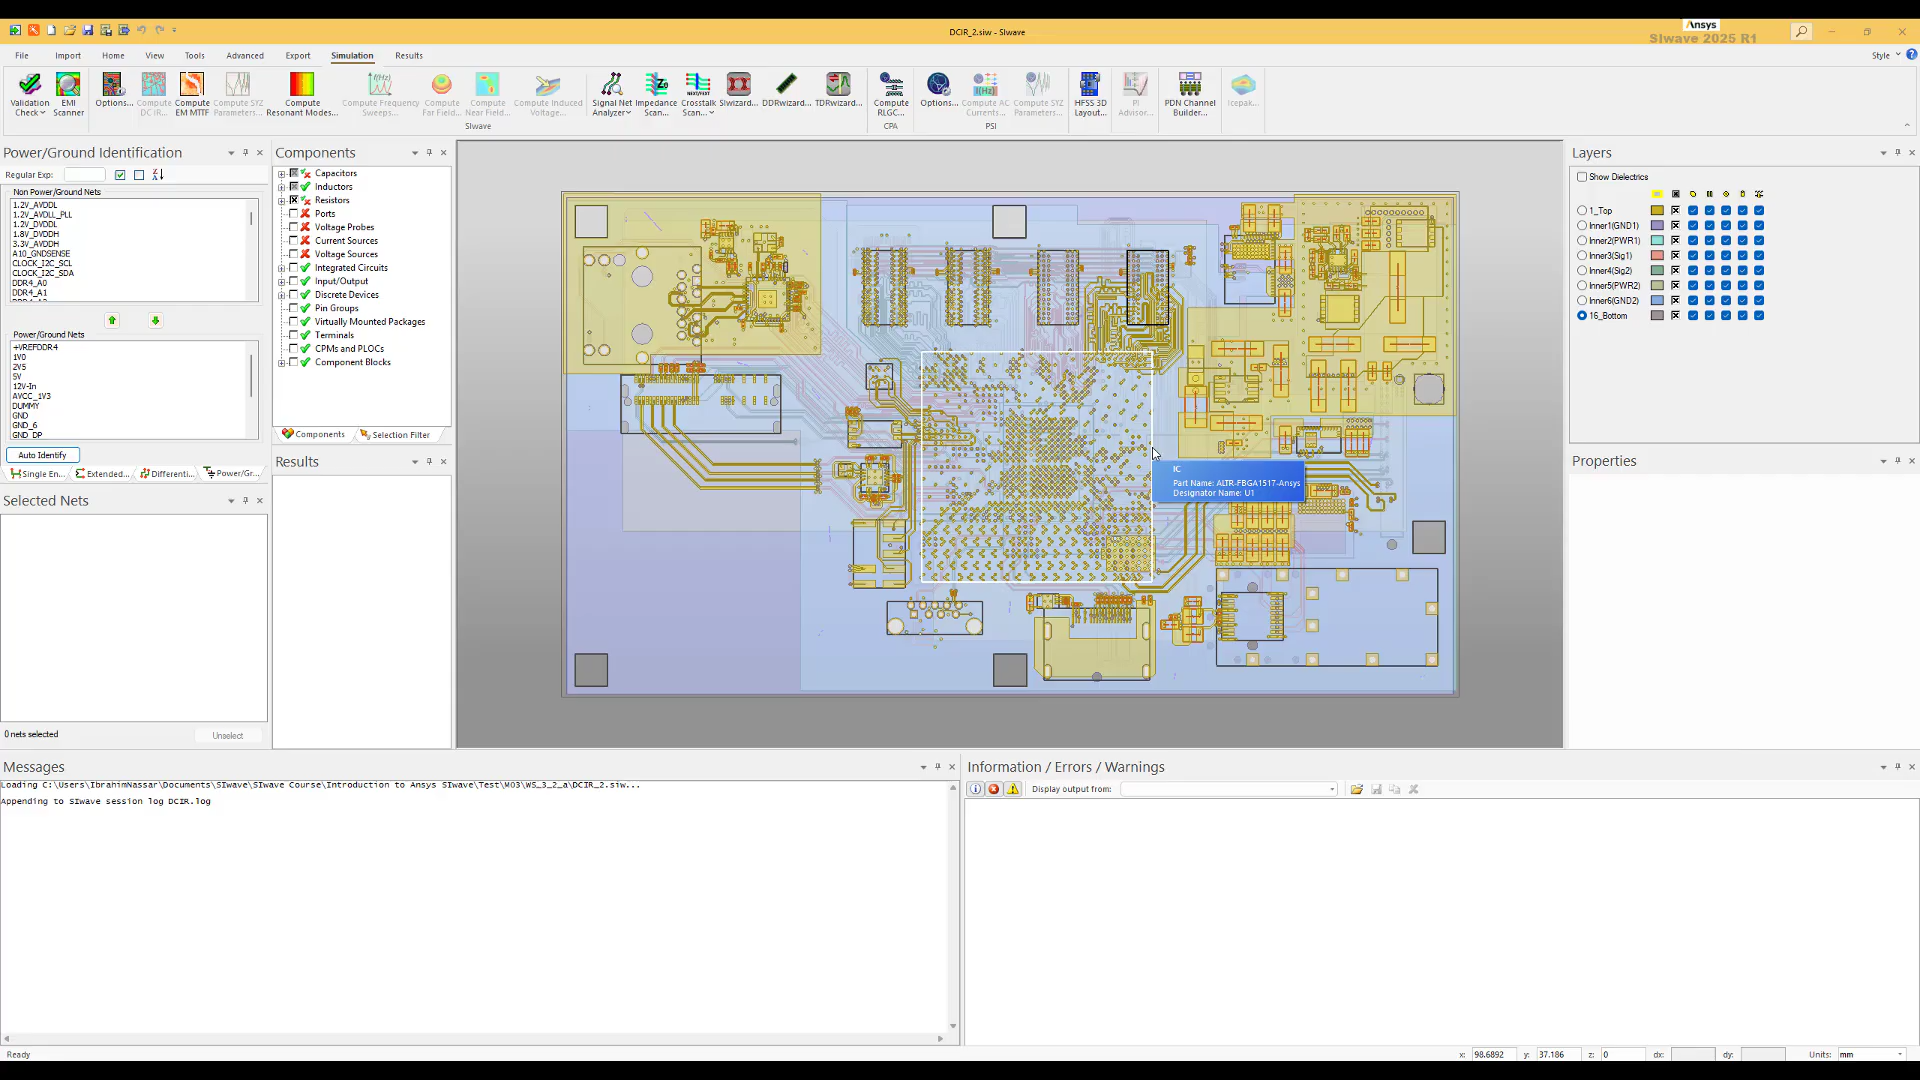 DCIR_2.siw - SIwave
Ansys
SIwave 2025 R1
File Import Home View Tools Advanced Export Simulation Results
Style
Validation Check
EMI Scanner
Options...
Compute DC IR...
Compute EM MTTF
Compute SYZ Parameters...
Compute Resonant Modes...
Compute Frequency Sweeps...
Compute Far Field...
Compute Near Field...
Compute Induced Voltage...
Signal Net Analyzer
Impedance Scan...
Crosstalk Scan...
SIwizard...
DDRwizard...
TDRwizard...
Compute RLGC...
Options...
Compute AC Currents...
Compute SYZ Parameters...
HFSS 3D Layout...
PI Advisor...
PDN Channel Builder...
Icepak...
SIwave
CPA
PSI
Power/Ground Identification
Regular Exp:
Non Power/Ground Nets
1.2V_AVDDL
1.2V_AVDLL_PLL
1.2V_DVDDL
1.8V_DVDDH
3.3V_AVDDH
A10_GNDSENSE
CLOCK_I2C_SCL
CLOCK_I2C_SDA
DDR4_A0
DDR4_A1
Power/Ground Nets
+VREFDDR4
1V0
2V5
5V
12V-In
AVCC_1V3
DUMMY
GND
GND_6
GND_DP
Auto Identify
Single En...
Extended...
Differenti...
Power/Gr...
Selected Nets
0 nets selected
Unselect
Components
Capacitors
Inductors
Resistors
Ports
Voltage Probes
Current Sources
Voltage Sources
Integrated Circuits
Input/Output
Discrete Devices
Pin Groups
Virtually Mounted Packages
Terminals
CPMs and PLOCs
Component Blocks
Components
Selection Filter
Results
IC
Part Name: ALTR-FBGA1517-Ansys
Designator Name: U1
Layers
Show Dielectrics
1_Top
Inner1(GND1)
Inner2(PWR1)
Inner3(Sig1)
Inner4(Sig2)
Inner5(PWR2)
Inner6(GND2)
16_Bottom
Properties
Messages
Loading C:\Users\IbrahimNassar\Documents\SIwave\SIwave Course\Introduction to Ansys SIwave\Test\M03\WS_3_2_a\DCIR_2.siw...
Appending to SIwave session log DCIR.log
Information / Errors / Warnings
Display output from:
Ready
x: 98.6892 y: 37.186 z: 0 dx: dy: Units: mm